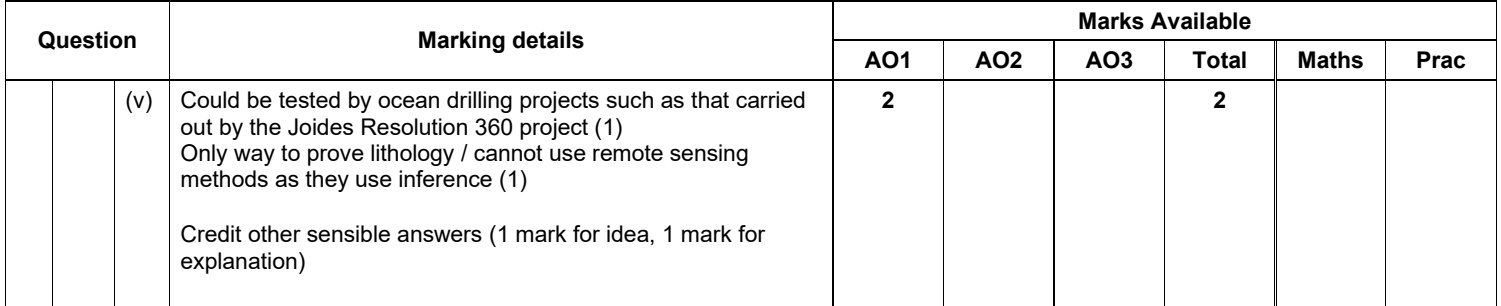 Question
Marking details
Marks Available
AO1 AO2 AO3 Total Maths Prac
(v) Could be tested by ocean drilling projects such as that carried 2 2
out by the Joides Resolution 360 project (1)
Only way to prove lithology / cannot use remote sensing
methods as they use inference (1)
Credit other sensible answers (1 mark for idea, 1 mark for
explanation)